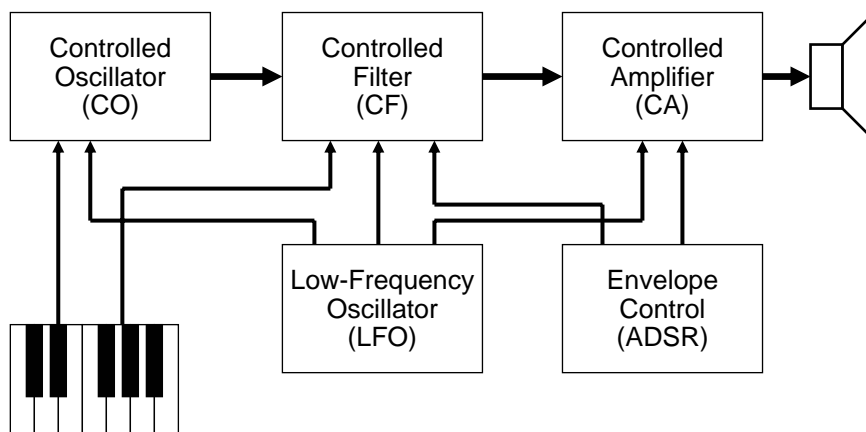 Controlled
Oscillator
(CO)
Controlled
Filter
(CF)
Controlled
Amplifier
(CA)
Low-Frequency
Oscillator
(LFO)
Envelope
Control
(ADSR)